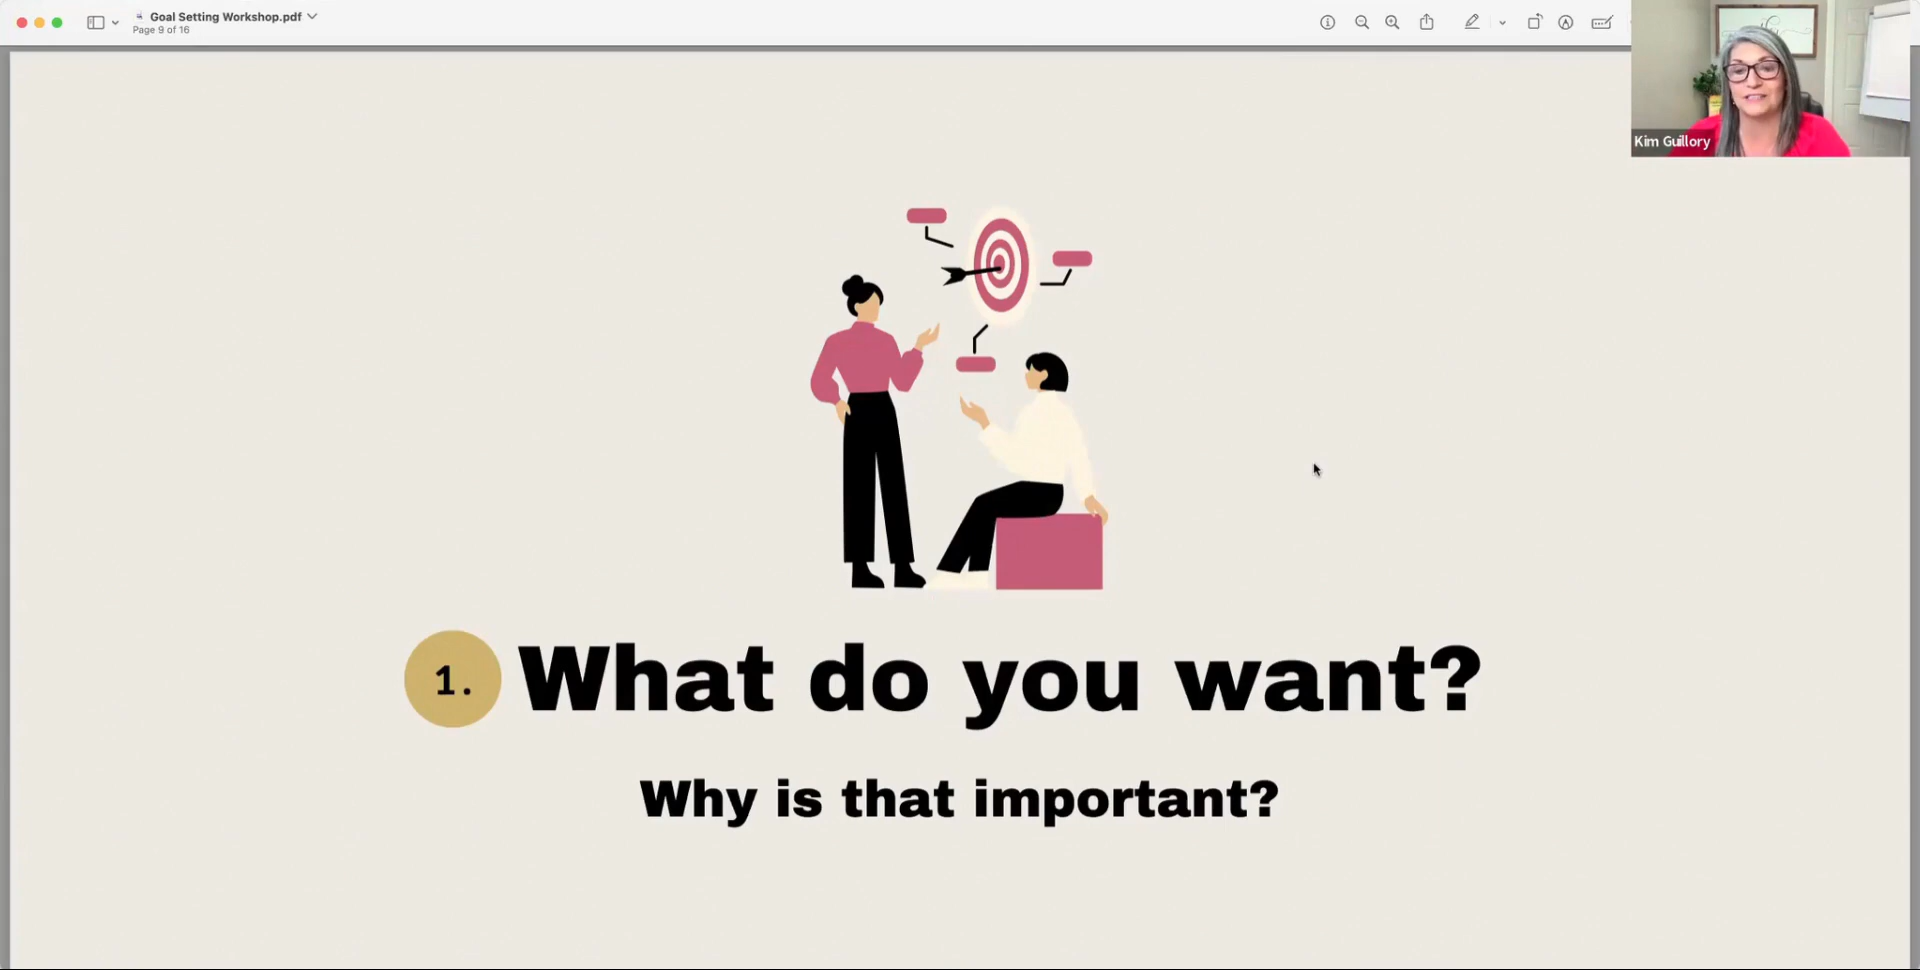 Goal Setting Workshop.pdf
Page 9 of 16
Kim Guillory
1. What do you want?
Why is that important?